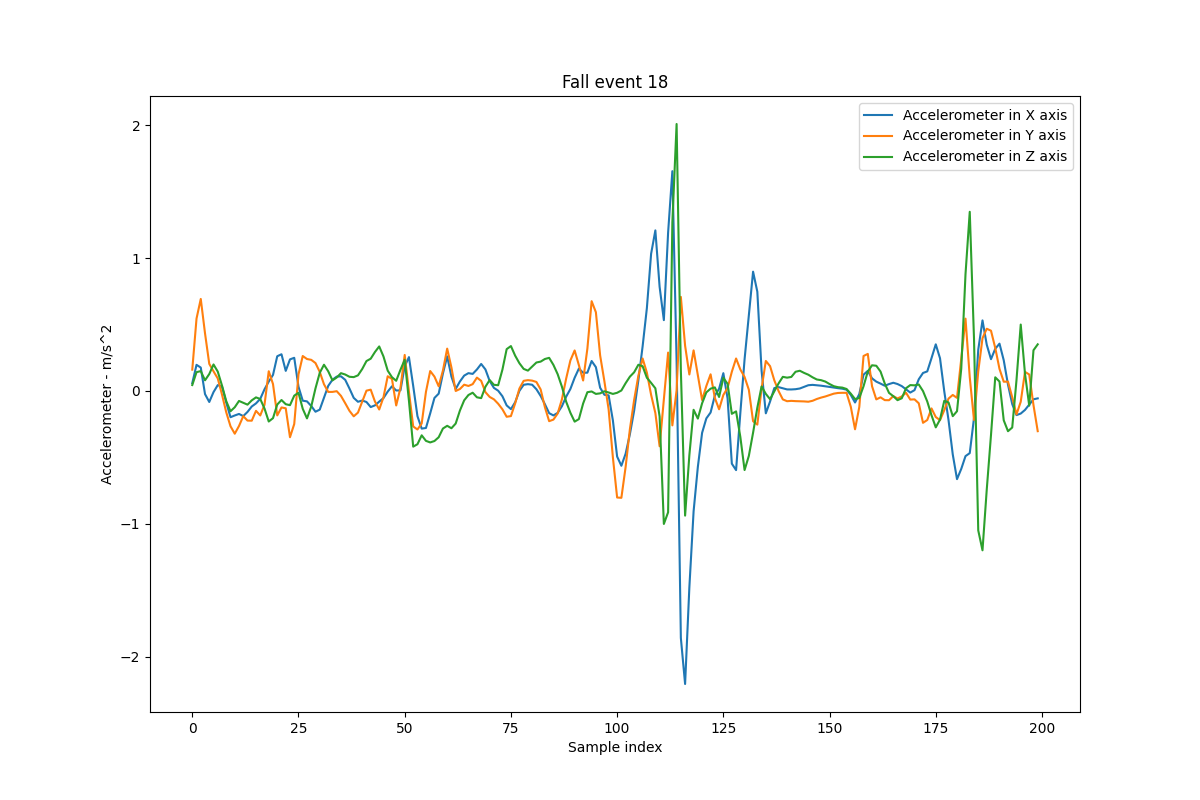 Fall event 18
Accelerometer in X axis
Accelerometer in Y axis
Accelerometer in Z axis
2
1
0
−1
−2
Accelerometer - m/s^2
0 25 50 75 100 125 150 175 200
Sample index